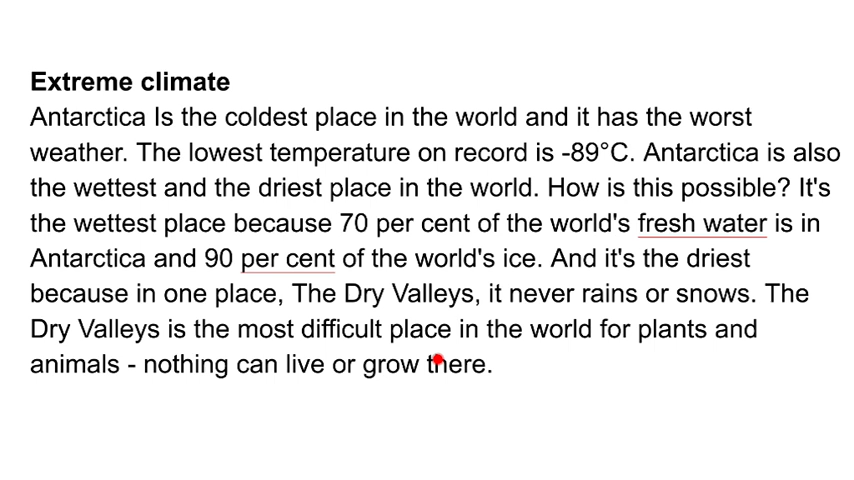 Extreme climate
Antarctica Is the coldest place in the world and it has the worst
weather. The lowest temperature on record is -89°C. Antarctica is also
the wettest and the driest place in the world. How is this possible? It's
the wettest place because 70 per cent of the world's fresh water is in
Antarctica and 90 per cent of the world's ice. And it's the driest
because in one place, The Dry Valleys, it never rains or snows. The
Dry Valleys is the most difficult place in the world for plants and
animals - nothing can live or grow there.